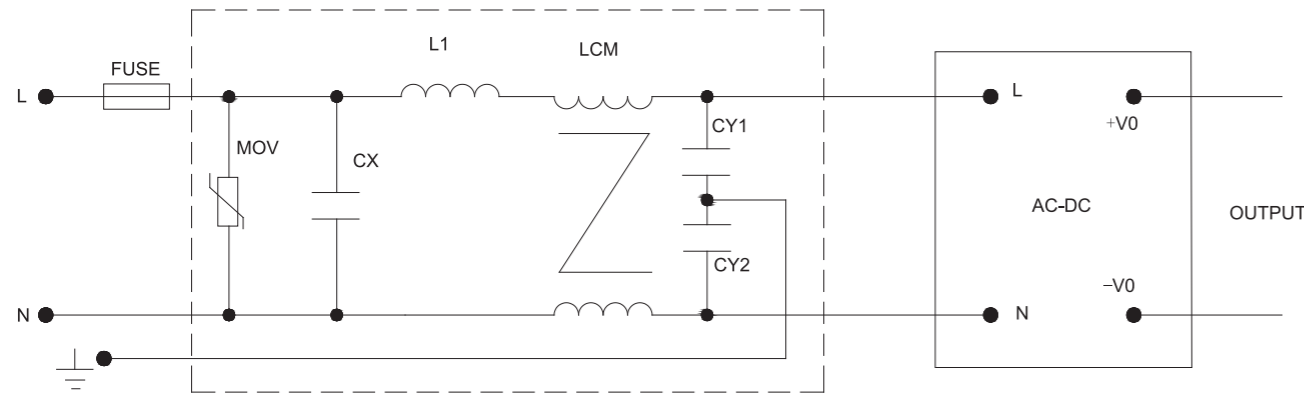 L1
LCM
FUSE
L
L
CY1
+V0
MOV
CX
AC-DC
OUTPUT
CY2
−V0
N
N